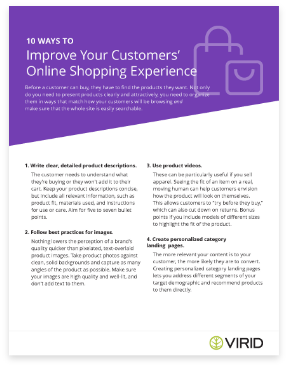 10 WAYS TO
Improve Your Customers'
Online Shopping Experience
Before a customer can buy, they have to find the products they want. Not only
do you need to present products clearly and attractively, you need to organize
them in ways that match how your customers will be browsing and
make sure that the whole site is easily searchable.
1. Write clear, detailed product descriptions.
The customer needs to understand what
they're buying or they won't add it to their
cart. Keep your product descriptions concise,
but include all relevant information, such as
product fit, materials used, and instructions
for use or care. Aim for five to seven bullet
points.
2. Follow best practices for images.
Nothing lowers the perception of a brand's
quality quicker than pixelated, text-overlaid
product images. Take product photos against
clean, solid backgrounds and capture as many
angles of the product as possible. Make sure
your images are high quality and well-lit, and
don't add text to them.
3. Use product videos.
These can be particularly useful if you sell
apparel. Seeing the fit of an item on a real,
moving human can help customers envision
how the product will look on themselves.
This allows customers to "try before they buy,"
which can also cut down on returns. Bonus
points if you include models of different sizes
to highlight the fit of the product.
4. Create personalized category
landing pages.
The more relevant your content is to your
customer, the more likely they are to convert.
Creating personalized category landing pages
lets you address different segments of your
target demographic and recommend products
to them directly.
VIRID